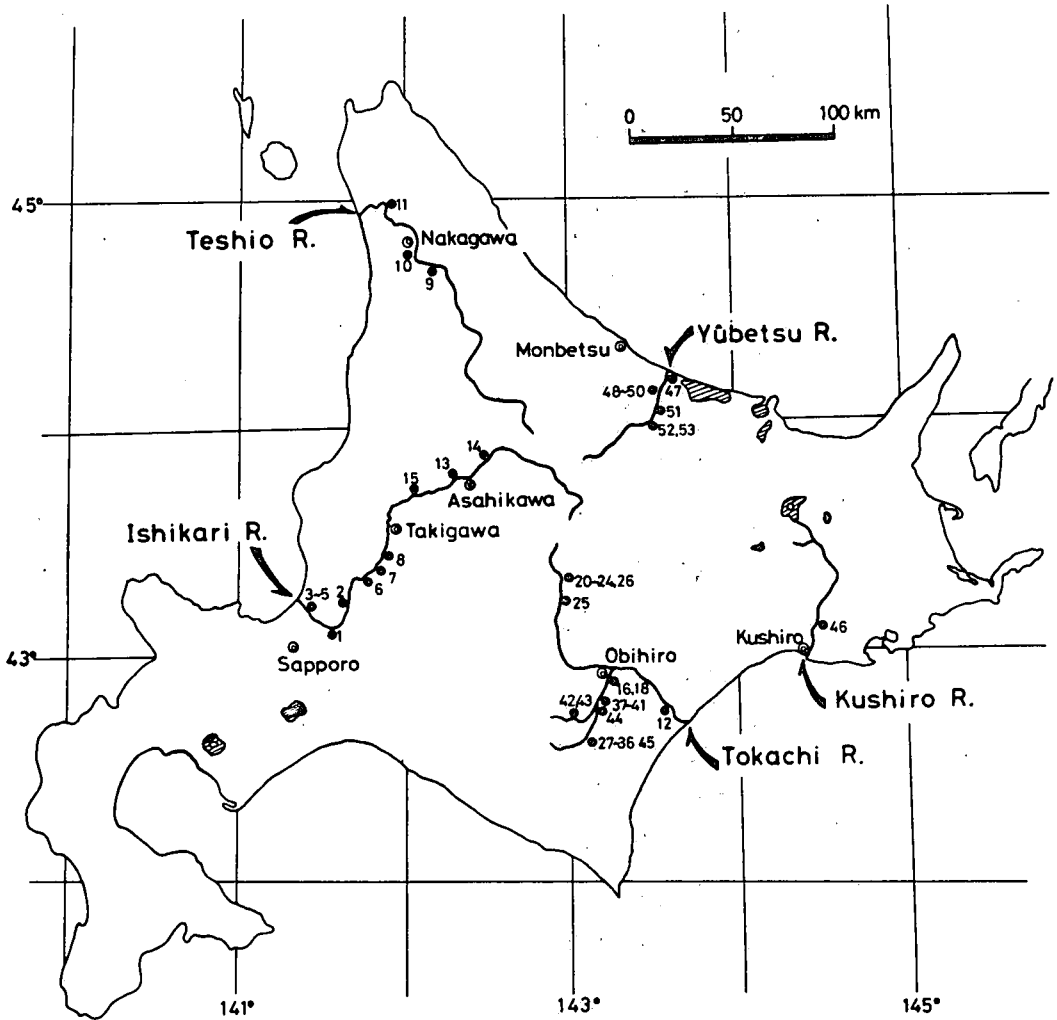 0 50 100 km
45°
11
Teshio R.
Nakagawa
10
9
Yûbetsu R.
Monbetsu
48~50
47
51
52,53
14
13
15
Asahikawa
Ishikari R.
Takigawa
8
7
6
3~5
2
1
20~24,26
25
46
43°
Sapporo
Kushiro
Obihiro
16,18
42,43
37~41
44
12
Kushiro R.
27~36 45
Tokachi R.
141°
143°
145°